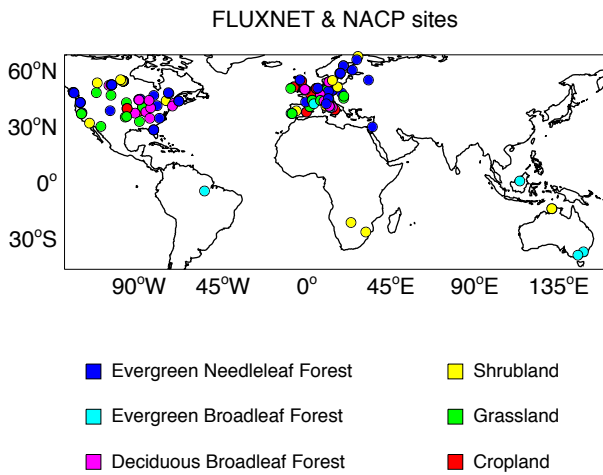 FLUXNET & NACP sites
60°N
30°N
0°
30°S
90°W 45°W 0° 45°E 90°E 135°E
Evergreen Needleleaf Forest
Shrubland
Evergreen Broadleaf Forest
Grassland
Deciduous Broadleaf Forest
Cropland